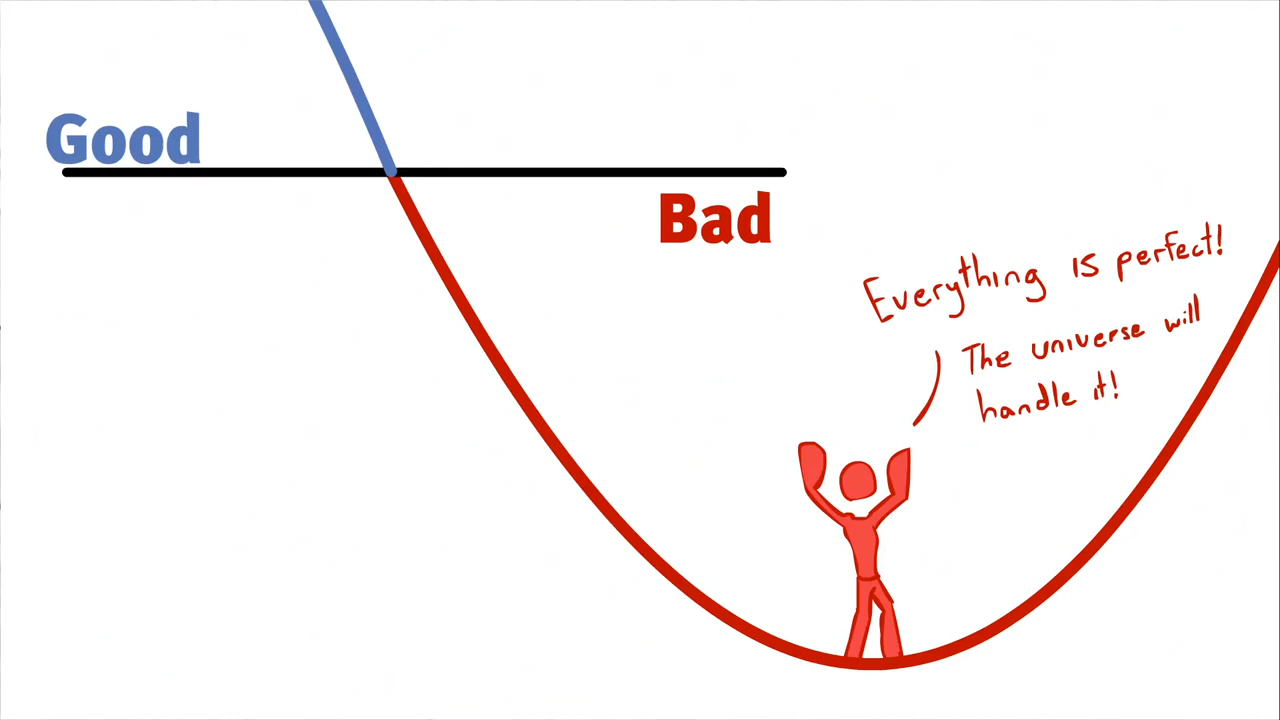 Good
Bad
Everything is perfect!
The universe will
handle it!